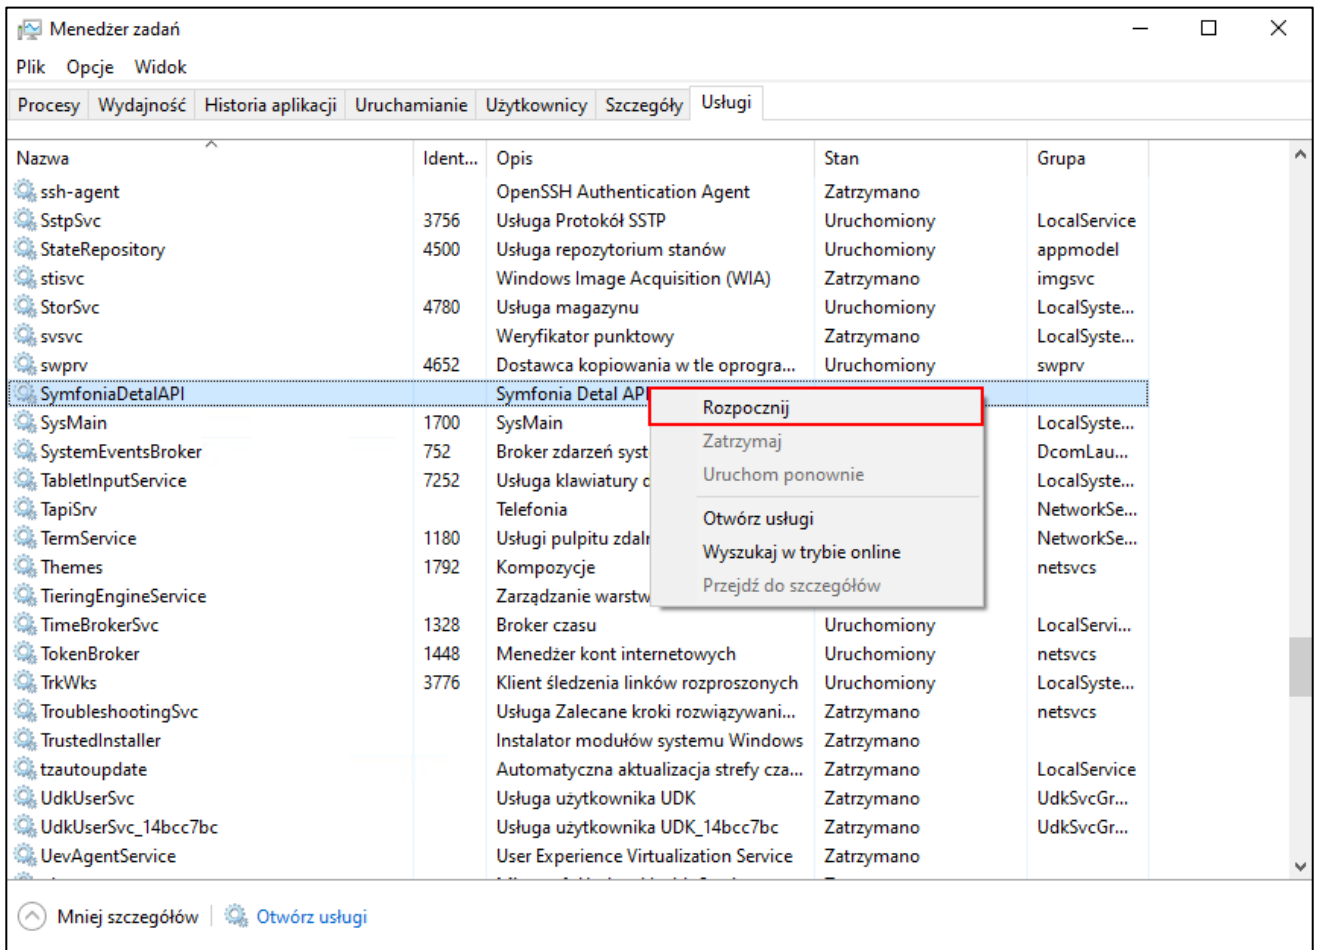 Menedżer zadań
Plik Opcje Widok
Procesy Wydajność Historia aplikacji Uruchamianie Użytkownicy Szczegóły Usługi
Nazwa Ident... Opis Stan Grupa
ssh-agent OpenSSH Authentication Agent Zatrzymano
SstpSvc 3756 Usługa Protokół SSTP Uruchomiony LocalService
StateRepository 4500 Usługa repozytorium stanów Uruchomiony appmodel
stisvc Windows Image Acquisition (WIA) Zatrzymano imgsvc
StorSvc 4780 Usługa magazynu Uruchomiony LocalSyste...
svsvc Weryfikator punktowy Zatrzymano LocalSyste...
swprv 4652 Dostawca kopiowania w tle oprogra... Uruchomiony swprv
SymfoniaDetalAPI Symfonia Detal API
Rozpocznij
Zatrzymaj
Uruchom ponownie
Otwórz usługi
Wyszukaj w trybie online
Przejdź do szczegółów
SysMain 1700 SysMain LocalSyste...
SystemEventsBroker 752 Broker zdarzeń syst DcomLau...
TabletInputService 7252 Usługa klawiatury LocalSyste...
TapiSrv Telefonia NetworkSe...
TermService 1180 Usługi pulpitu zdal NetworkSe...
Themes 1792 Kompozycje netsvcs
TieringEngineService Zarządzanie warstw
TimeBrokerSvc 1328 Broker czasu Uruchomiony LocalServi...
TokenBroker 1448 Menedżer kont internetowych Uruchomiony netsvcs
TrkWks 3776 Klient śledzenia linków rozproszonych Uruchomiony LocalSyste...
TroubleshootingSvc Usługa Zalecane kroki rozwiązywani... Zatrzymano netsvcs
TrustedInstaller Instalator modułów systemu Windows Zatrzymano
tzautoupdate Automatyczna aktualizacja strefy cza... Zatrzymano LocalService
UdkUserSvc Usługa użytkownika UDK Zatrzymano UdkSvcGr...
UdkUserSvc_14bcc7bc Usługa użytkownika UDK_14bcc7bc Zatrzymano UdkSvcGr...
UevAgentService User Experience Virtualization Service Zatrzymano
Mniej szczegółów Otwórz usługi